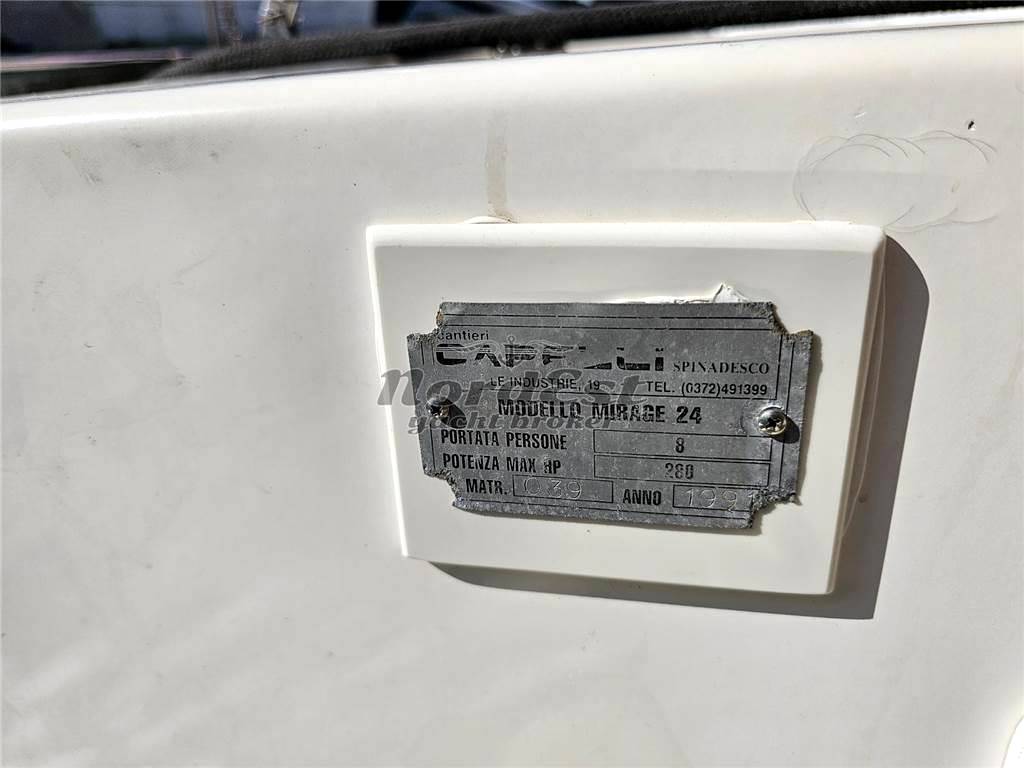 cantieri
CAPPELLI SPINADESCO
LE INDUSTRIE, 19 TEL. (0372)491399
MODELLO MIRAGE 24
PORTATA PERSONE 8
POTENZA MAX HP 280
MATR. 039 ANNO 1991
NordEst
yacht broker